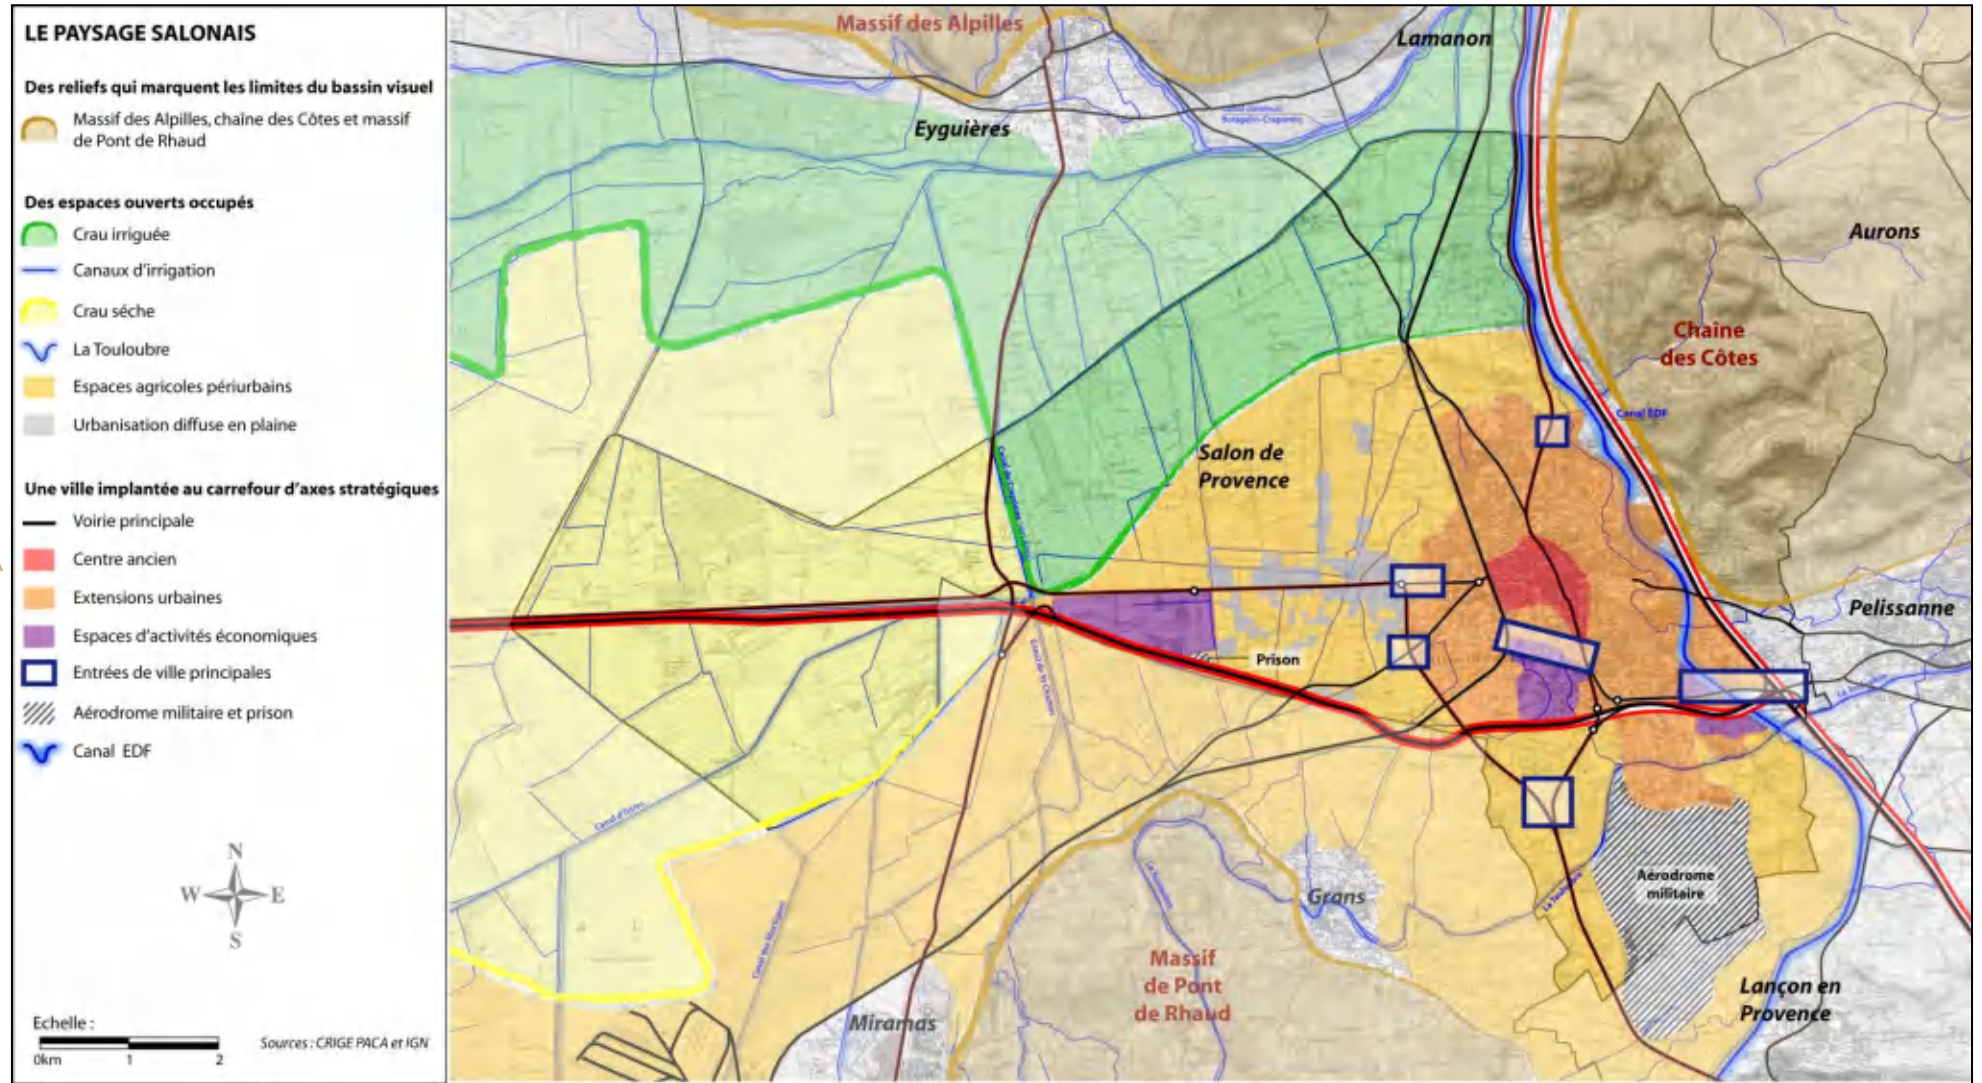 LE PAYSAGE SALONAIS
Des reliefs qui marquent les limites du bassin visuel
Massif des Alpilles, chaîne des Côtes et massif
de Pont de Rhaud
Des espaces ouverts occupés
Crau irriguée
Canaux d'irrigation
Crau séche
La Touloubre
Espaces agricoles périurbains
Urbanisation diffuse en plaine
Une ville implantée au carrefour d'axes stratégiques
Voirie principale
Centre ancien
Extensions urbaines
Espaces d'activités économiques
Entrées de ville principales
Aérodrome militaire et prison
Canal EDF
N
W
E
S
Echelle :
0km
1
2
Sources : CRIGE PACA et IGN
Massif des Alpilles
Lamanon
Eyguières
Aurons
Chaîne
des Côtes
Canal EDF
Salon de
Provence
Pelissanne
Prison
La Touloubre
Aérodrome
militaire
Grans
Massif
de Pont
de Rhaud
Lançon en
Provence
Miramas